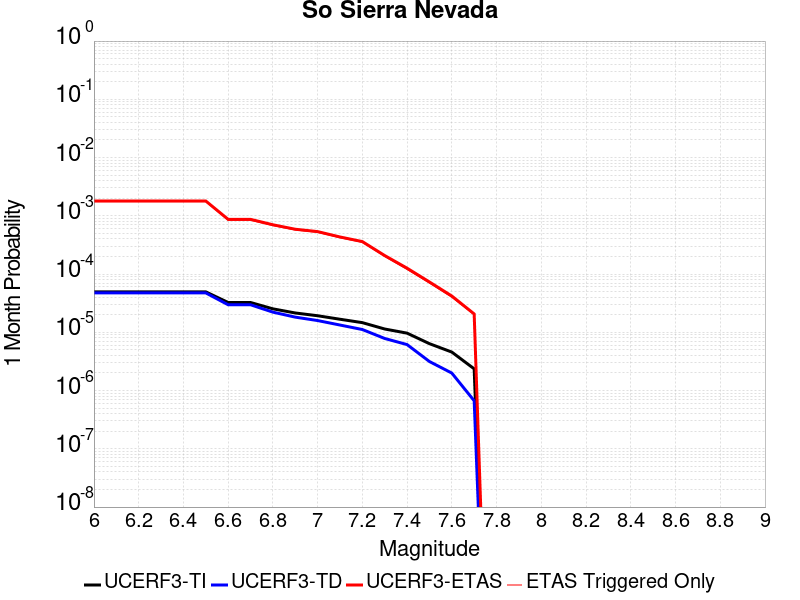 So Sierra Nevada
10^0
10^-1
10^-2
10^-3
10^-4
10^-5
10^-6
10^-7
10^-8
1 Month Probability
6 6.2 6.4 6.6 6.8 7 7.2 7.4 7.6 7.8 8 8.2 8.4 8.6 8.8 9
Magnitude
UCERF3-TI UCERF3-TD UCERF3-ETAS ETAS Triggered Only